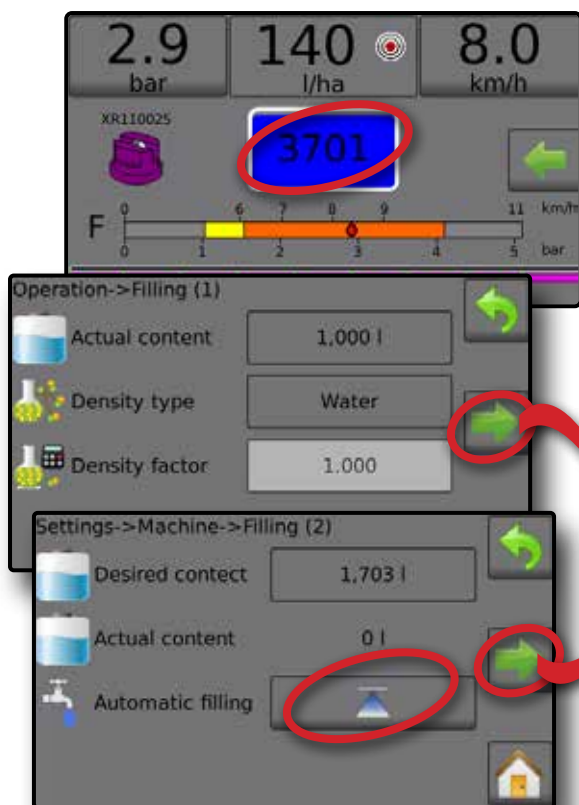 2.9 140 8.0
bar l/ha km/h
XR110025
3701
0 6 7 8 9 11 km/h
F
0 1 2 3 4 5 bar
Operation->Filling (1)
Actual content 1,000 l
Density type Water
Density factor 1.000
Settings->Machine->Filling (2)
Desired contect 1,703 l
Actual content 0 l
Automatic filling